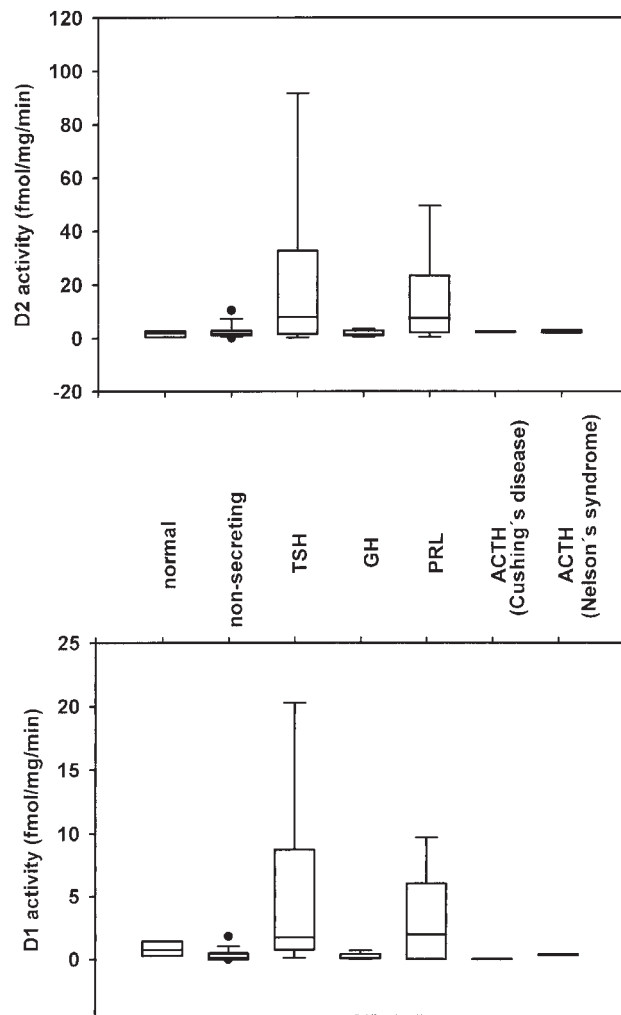 120
100
80
60
40
20
0
-20
D2 activity (fmol/mg/min)
normal
non-secreting
TSH
GH
PRL
ACTH
(Cushing´s disease)
ACTH
(Nelson´s syndrome)
25
20
15
10
5
0
D1 activity (fmol/mg/min)